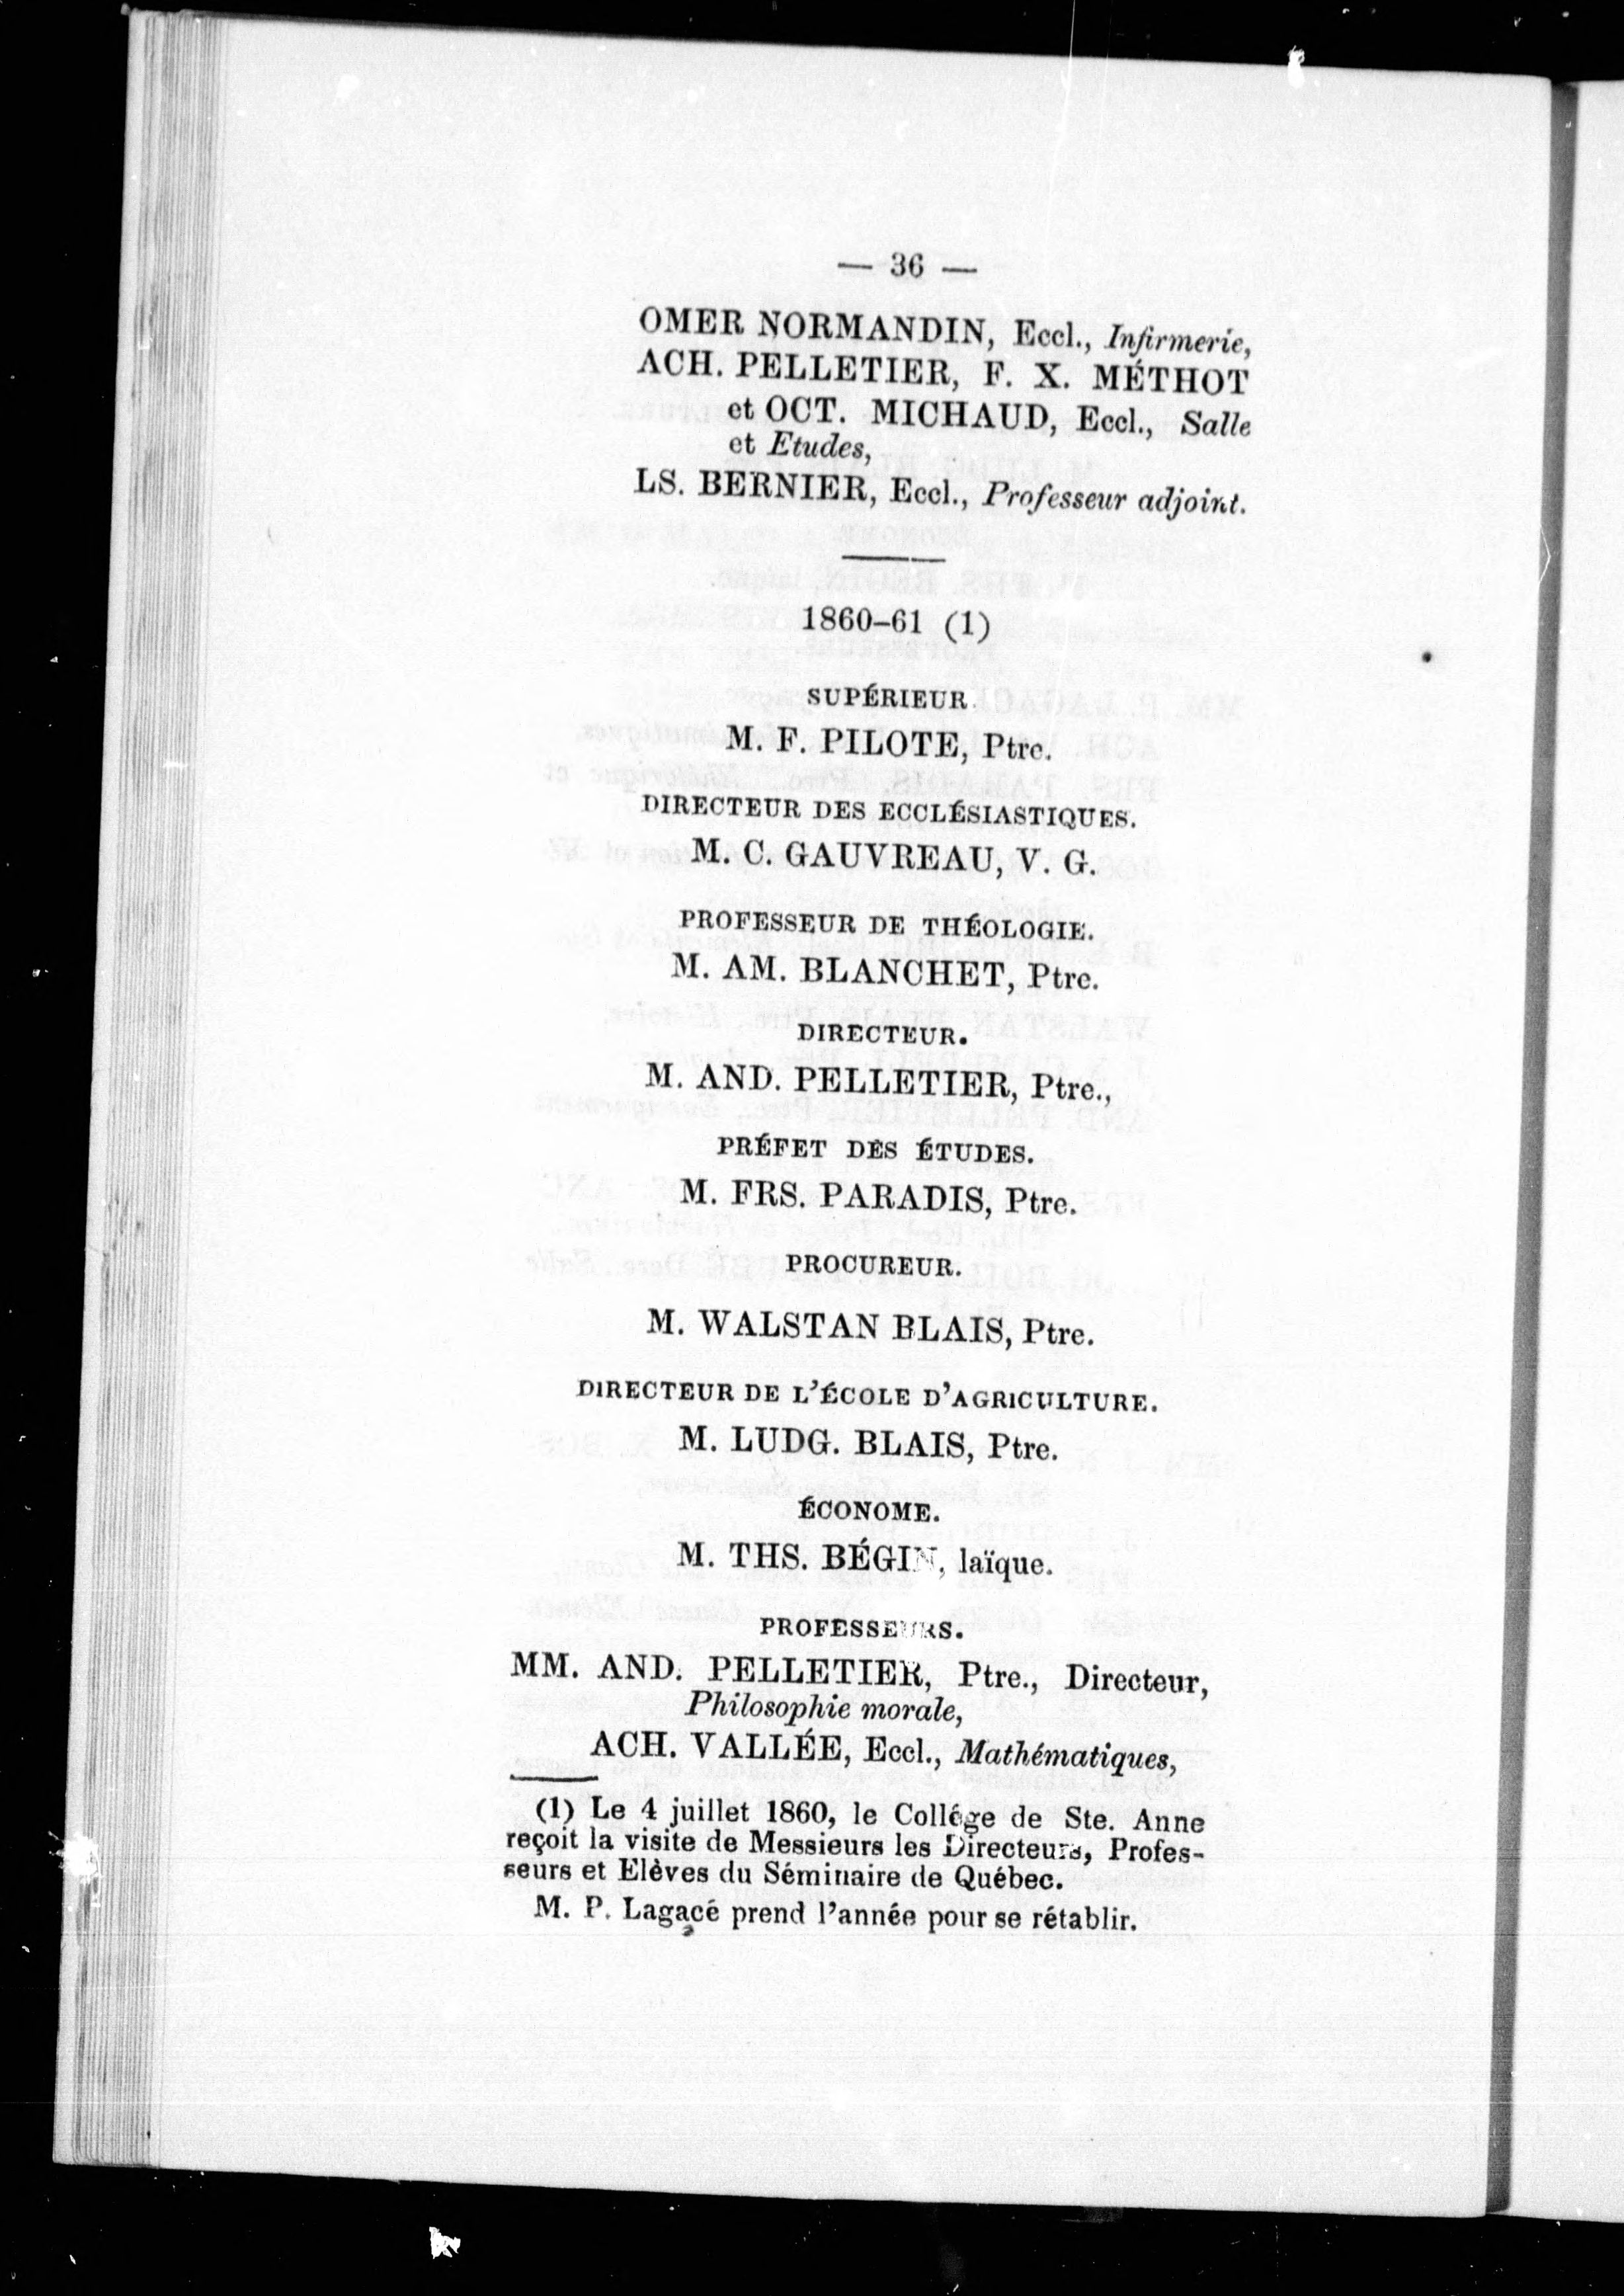 — 36 —
OMER NORMANDIN, Eccl., Infirmerie,
ACH. PELLETIER, F. X. MÉTHOT
et OCT. MICHAUD, Eccl., Salle
et Etudes,
LS. BERNIER, Eccl., Professeur adjoint.
1860–61 (1)
SUPÉRIEUR.
M. F. PILOTE, Ptre.
DIRECTEUR DES ECCLÉSIASTIQUES.
M. C. GAUVREAU, V. G.
PROFESSEUR DE THÉOLOGIE.
M. AM. BLANCHET, Ptre.
DIRECTEUR.
M. AND. PELLETIER, Ptre.,
PRÉFET DES ÉTUDES.
M. FRS. PARADIS, Ptre.
PROCUREUR.
M. WALSTAN BLAIS, Ptre.
DIRECTEUR DE L'ÉCOLE D'AGRICULTURE.
M. LUDG. BLAIS, Ptre.
ÉCONOME.
M. THS. BÉGIN, laïque.
PROFESSEURS.
MM. AND. PELLETIER, Ptre., Directeur,
Philosophie morale,
ACH. VALLÉE, Eccl., Mathématiques,
(1) Le 4 juillet 1860, le Collége de Ste. Anne
reçoit la visite de Messieurs les Directeurs, Profes-
seurs et Elèves du Séminaire de Québec.
M. P. Lagacé prend l'année pour se rétablir.